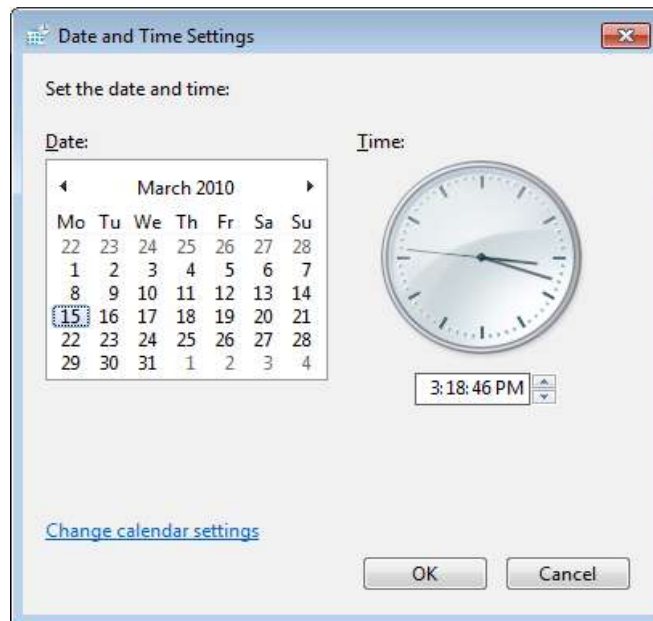 Date and Time Settings
Set the date and time:
Date:
Time:
March 2010
Mo Tu We Th Fr Sa Su
22 23 24 25 26 27 28
1 2 3 4 5 6 7
8 9 10 11 12 13 14
15 16 17 18 19 20 21
22 23 24 25 26 27 28
29 30 31 1 2 3 4
3:18:46 PM
Change calendar settings
OK
Cancel